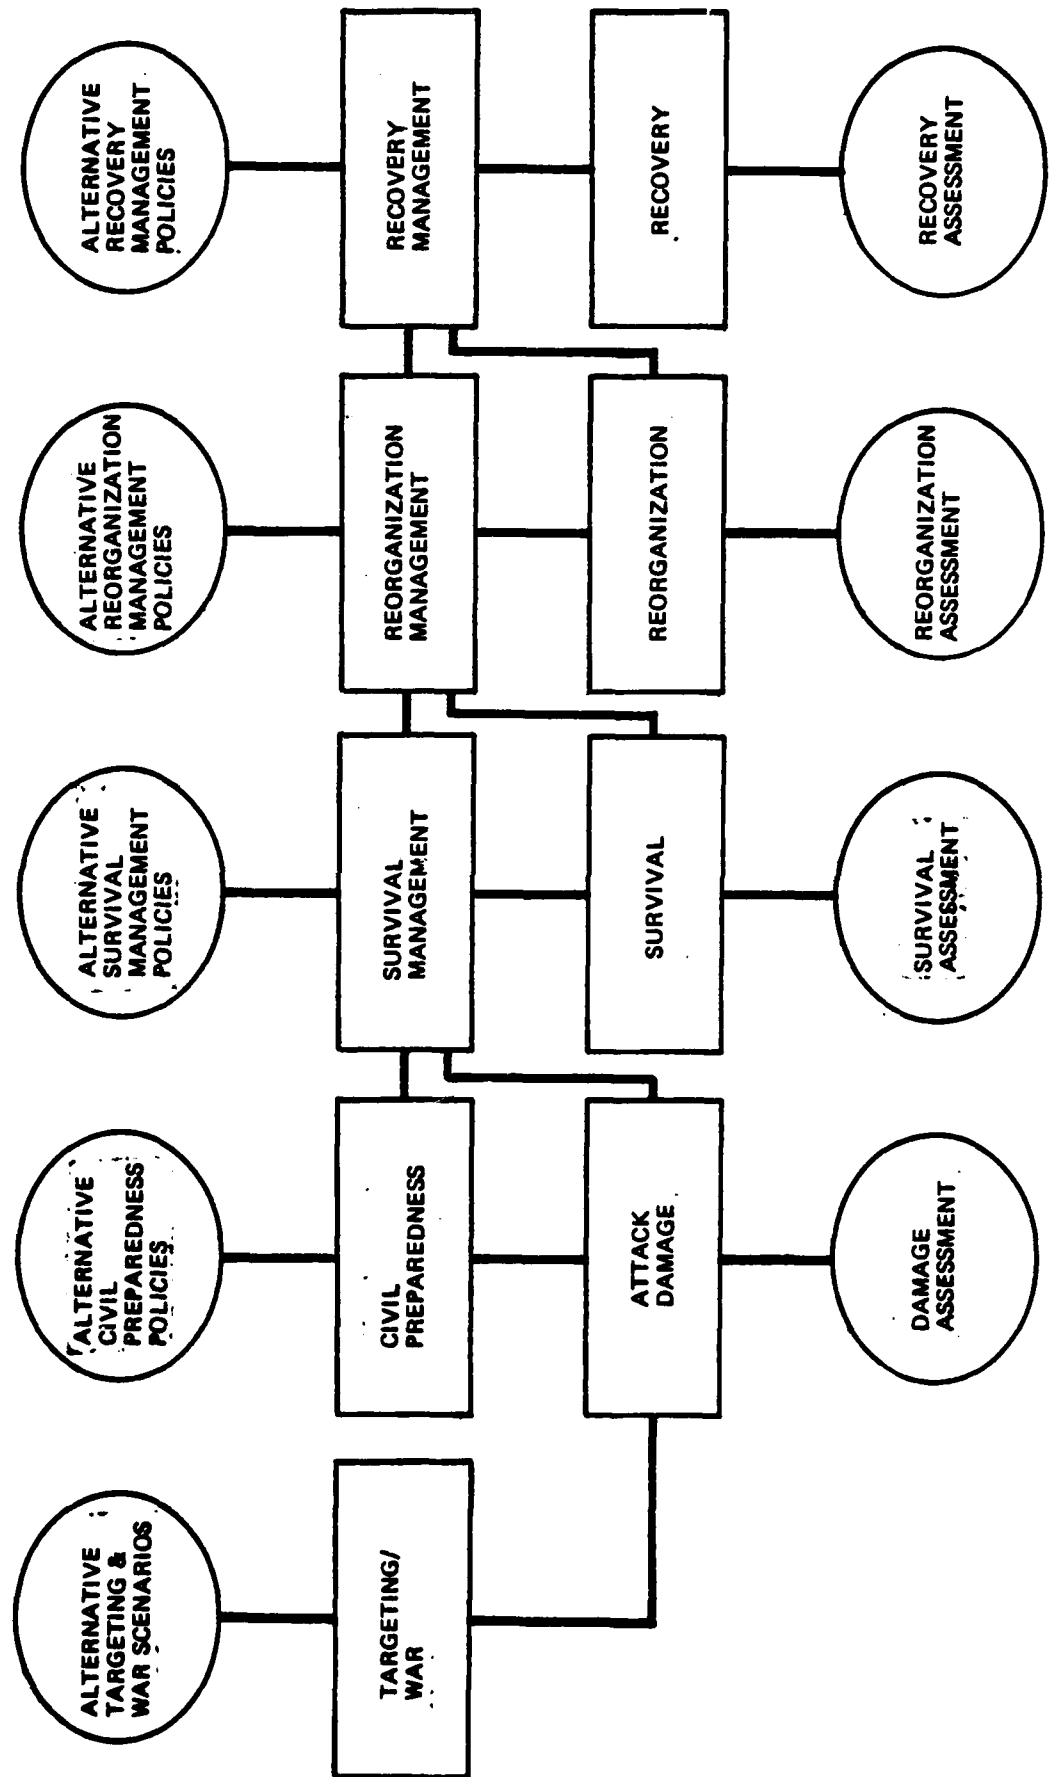 ALTERNATIVE
TARGETING &
WAR SCENARIOS
ALTERNATIVE
CIVIL
PREPAREDNESS
POLICIES
ALTERNATIVE
SURVIVAL
MANAGEMENT
POLICIES
ALTERNATIVE
REORGANIZATION
MANAGEMENT
POLICIES
ALTERNATIVE
RECOVERY
MANAGEMENT
POLICIES
TARGETING/
WAR
CIVIL
PREPAREDNESS
SURVIVAL
MANAGEMENT
REORGANIZATION
MANAGEMENT
RECOVERY
MANAGEMENT
ATTACK
DAMAGE
SURVIVAL
REORGANIZATION
RECOVERY
DAMAGE
ASSESSMENT
SURVIVAL
ASSESSMENT
REORGANIZATION
ASSESSMENT
RECOVERY
ASSESSMENT